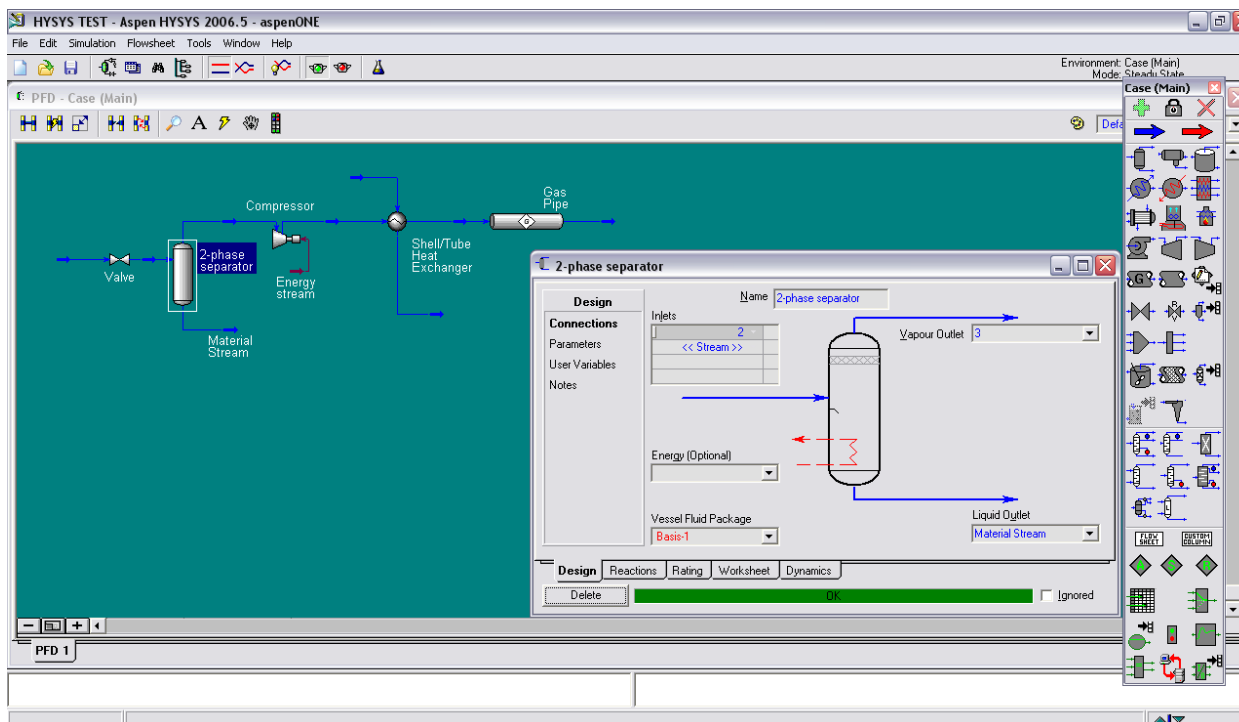 HYSYS TEST - Aspen HYSYS 2006.5 - aspenONE
File Edit Simulation Flowsheet Tools Window Help
Environment: Case (Main)
Mode: Steady State
PFD - Case (Main)
Case (Main)
A
Defa
Valve
2-phase
separator
Material
Stream
Compressor
Energy
stream
Shell/Tube
Heat
Exchanger
Gas
Pipe
G
2-phase separator
Design
Connections
Parameters
User Variables
Notes
Name 2-phase separator
Inlets
2
<< Stream >>
Vapour Outlet 3
Energy (Optional)
Vessel Fluid Package
Basis-1
Liquid Outlet
Material Stream
Design Reactions Rating Worksheet Dynamics
Delete OK Ignored
PFD 1
G
FLOW
SHEET
CUSTOM
COLUMN